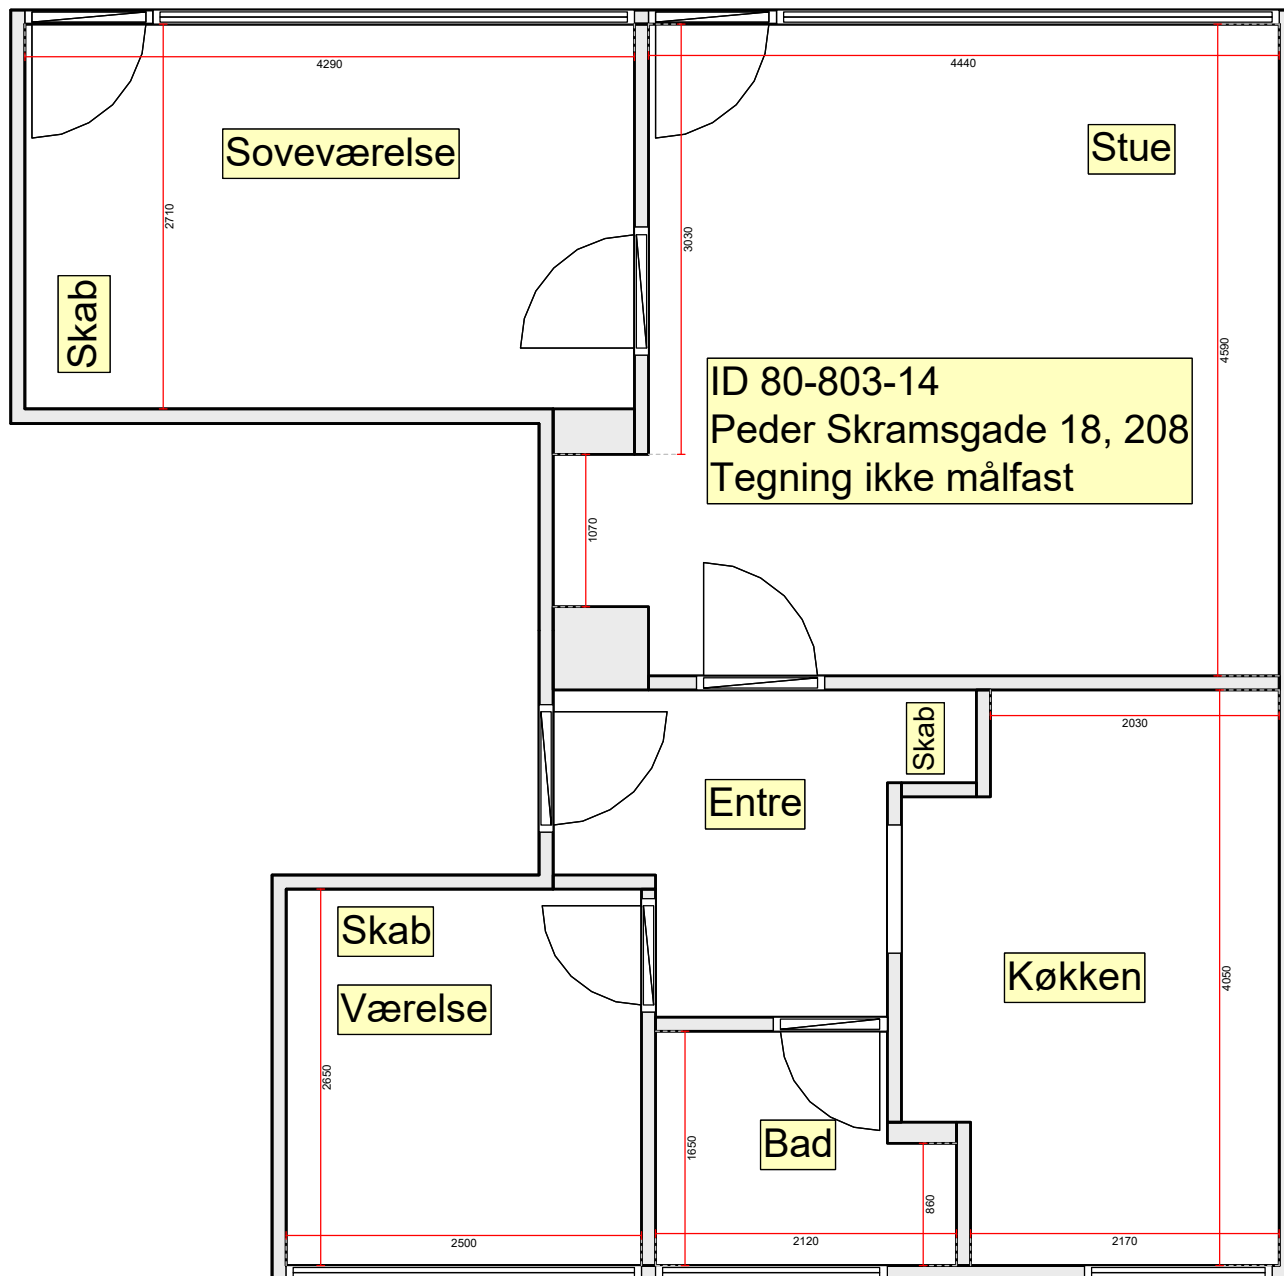 4290
4440
Soveværelse
Stue
2710
3030
Skab
4590
ID 80-803-14
Peder Skramsgade 18, 208
Tegning ikke målfast
1070
2030
Skab
Entre
Skab
Værelse
Køkken
4050
2650
Bad
1650
860
2500
2120
2170